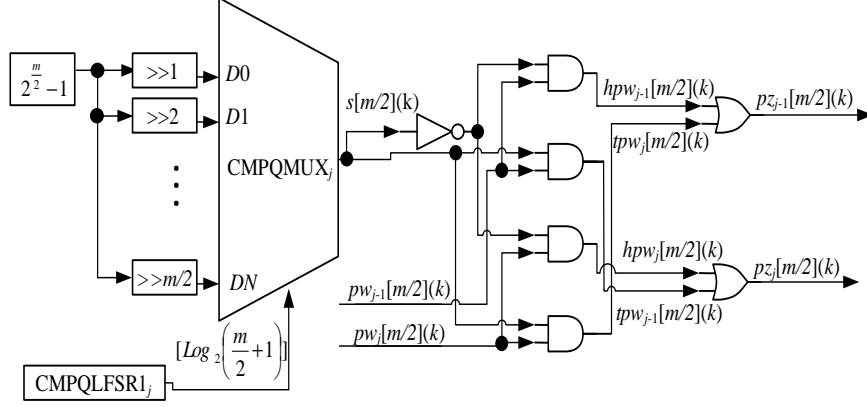 2^{m/2} −1
>>1
>>2
>>m/2
D0
D1
DN
CMPQMUX_j
CMPQLFSR1_j
[Log_2(m/2+1)]
s[m/2](k)
pw_{j-1}[m/2](k)
pw_j[m/2](k)
hpw_{j-1}[m/2](k)
tpw_j[m/2](k)
hpw_j[m/2](k)
tpw_{j-1}[m/2](k)
pz_{j-1}[m/2](k)
pz_j[m/2](k)